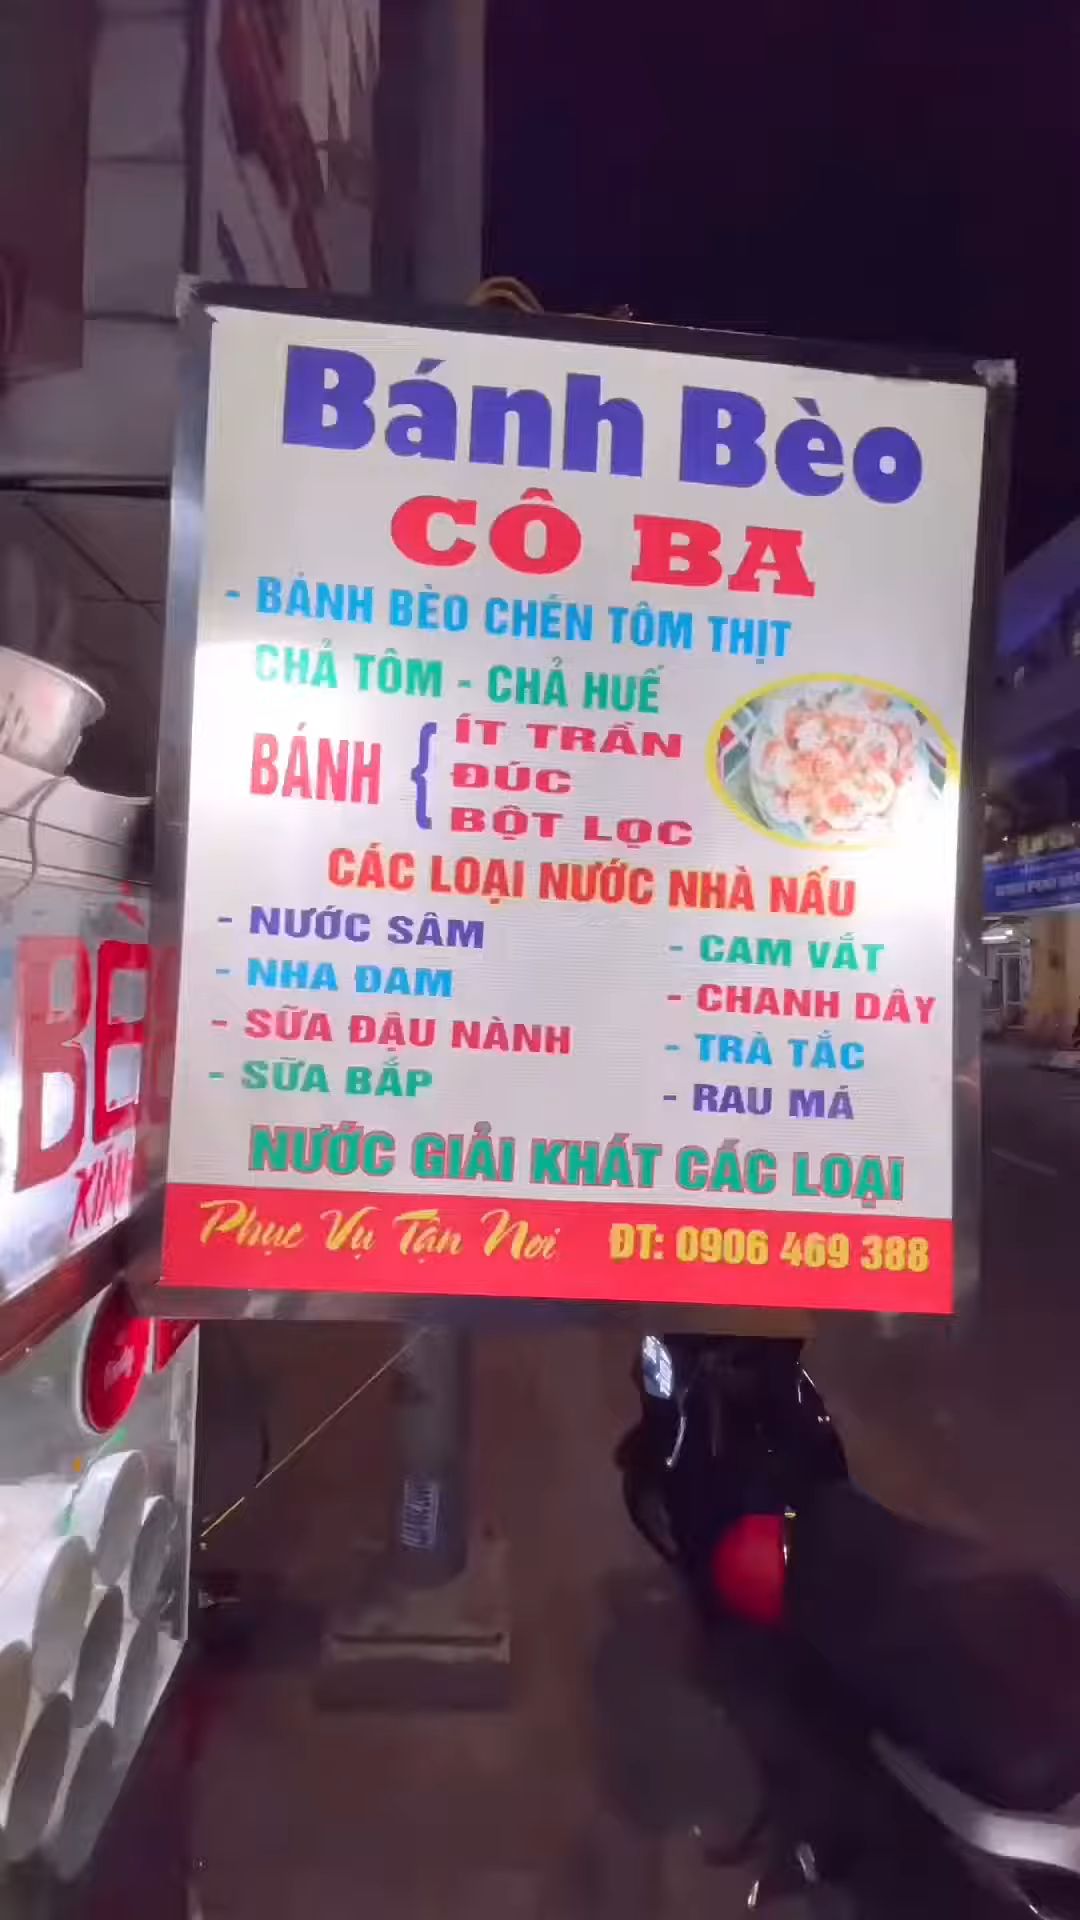 Bánh Bèo
CÔ BA
- BÁNH BÈO CHÉN TÔM THỊT
CHẢ TÔM - CHẢ HUẾ
BÁNH { ÍT TRẦN
ĐÚC
BỘT LỌC
CÁC LOẠI NƯỚC NHÀ NẤU
- NƯỚC SÂM
- NHA ĐAM
- SỮA ĐẬU NÀNH
- SỮA BẮP
- CAM VẮT
- CHANH DÂY
- TRÀ TẮC
- RAU MÁ
NƯỚC GIẢI KHÁT CÁC LOẠI
Phục Vụ Tận Nơi ĐT: 0906 469 388
BÈ